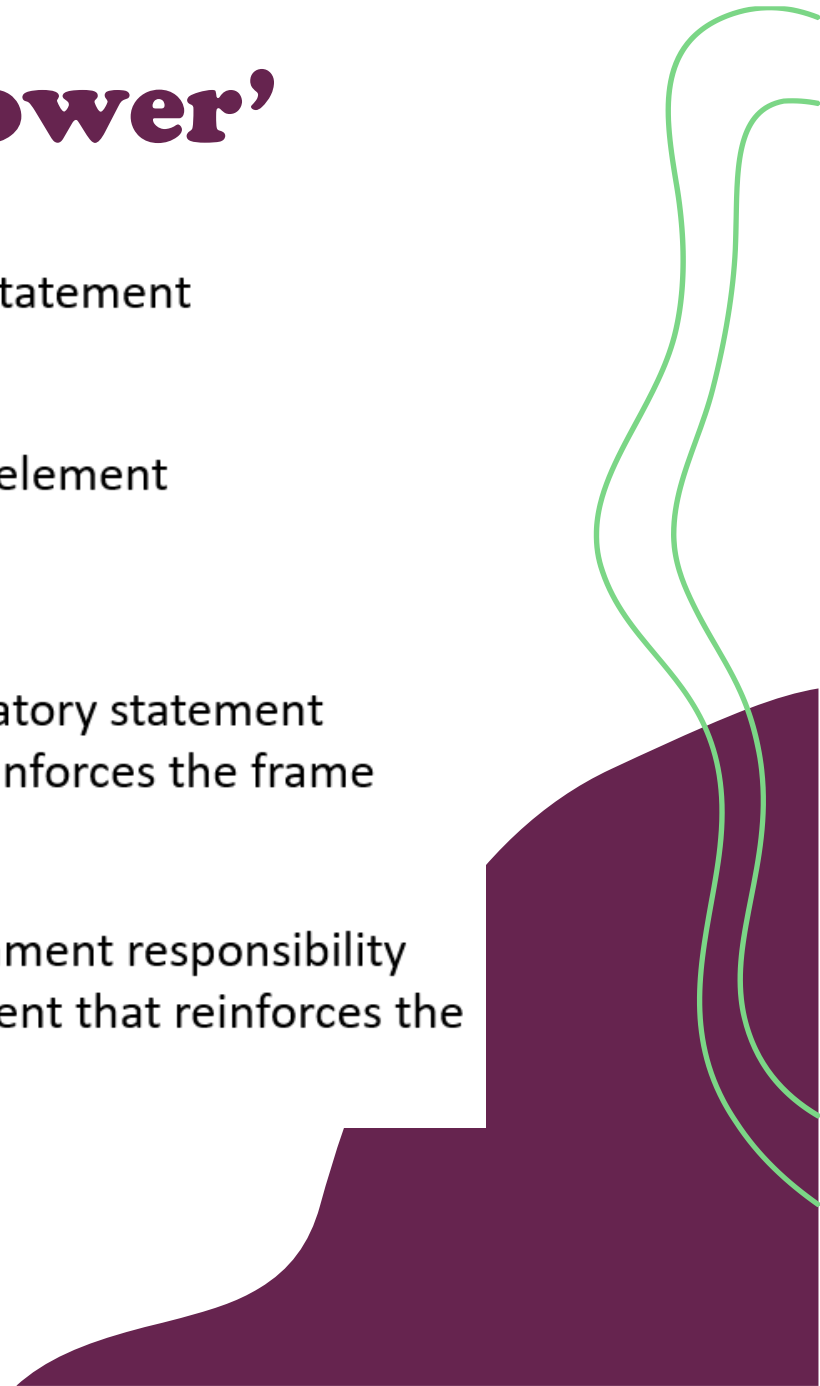 ower’
tatement
element
atory statement
nforces the frame
ment responsibility
ent that reinforces the